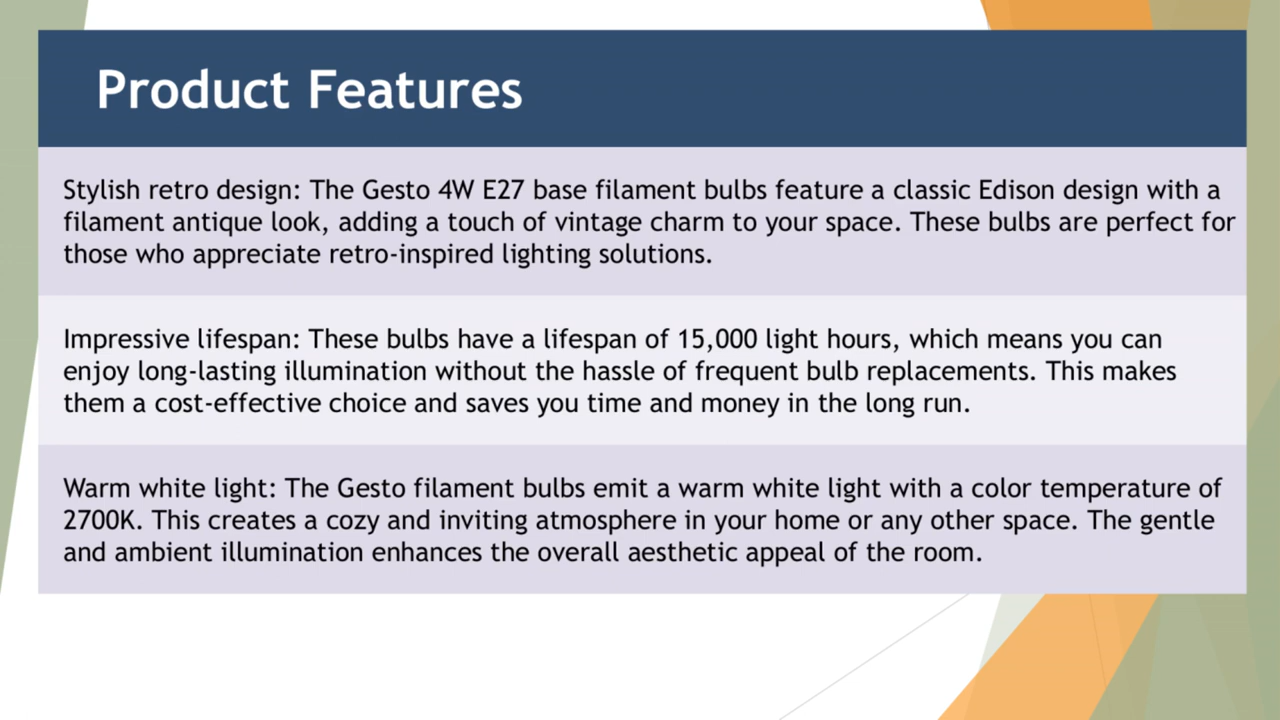 Product Features
Stylish retro design: The Gesto 4W E27 base filament bulbs feature a classic Edison design with a
filament antique look, adding a touch of vintage charm to your space. These bulbs are perfect for
those who appreciate retro-inspired lighting solutions.
Impressive lifespan: These bulbs have a lifespan of 15,000 light hours, which means you can
enjoy long-lasting illumination without the hassle of frequent bulb replacements. This makes
them a cost-effective choice and saves you time and money in the long run.
Warm white light: The Gesto filament bulbs emit a warm white light with a color temperature of
2700K. This creates a cozy and inviting atmosphere in your home or any other space. The gentle
and ambient illumination enhances the overall aesthetic appeal of the room.